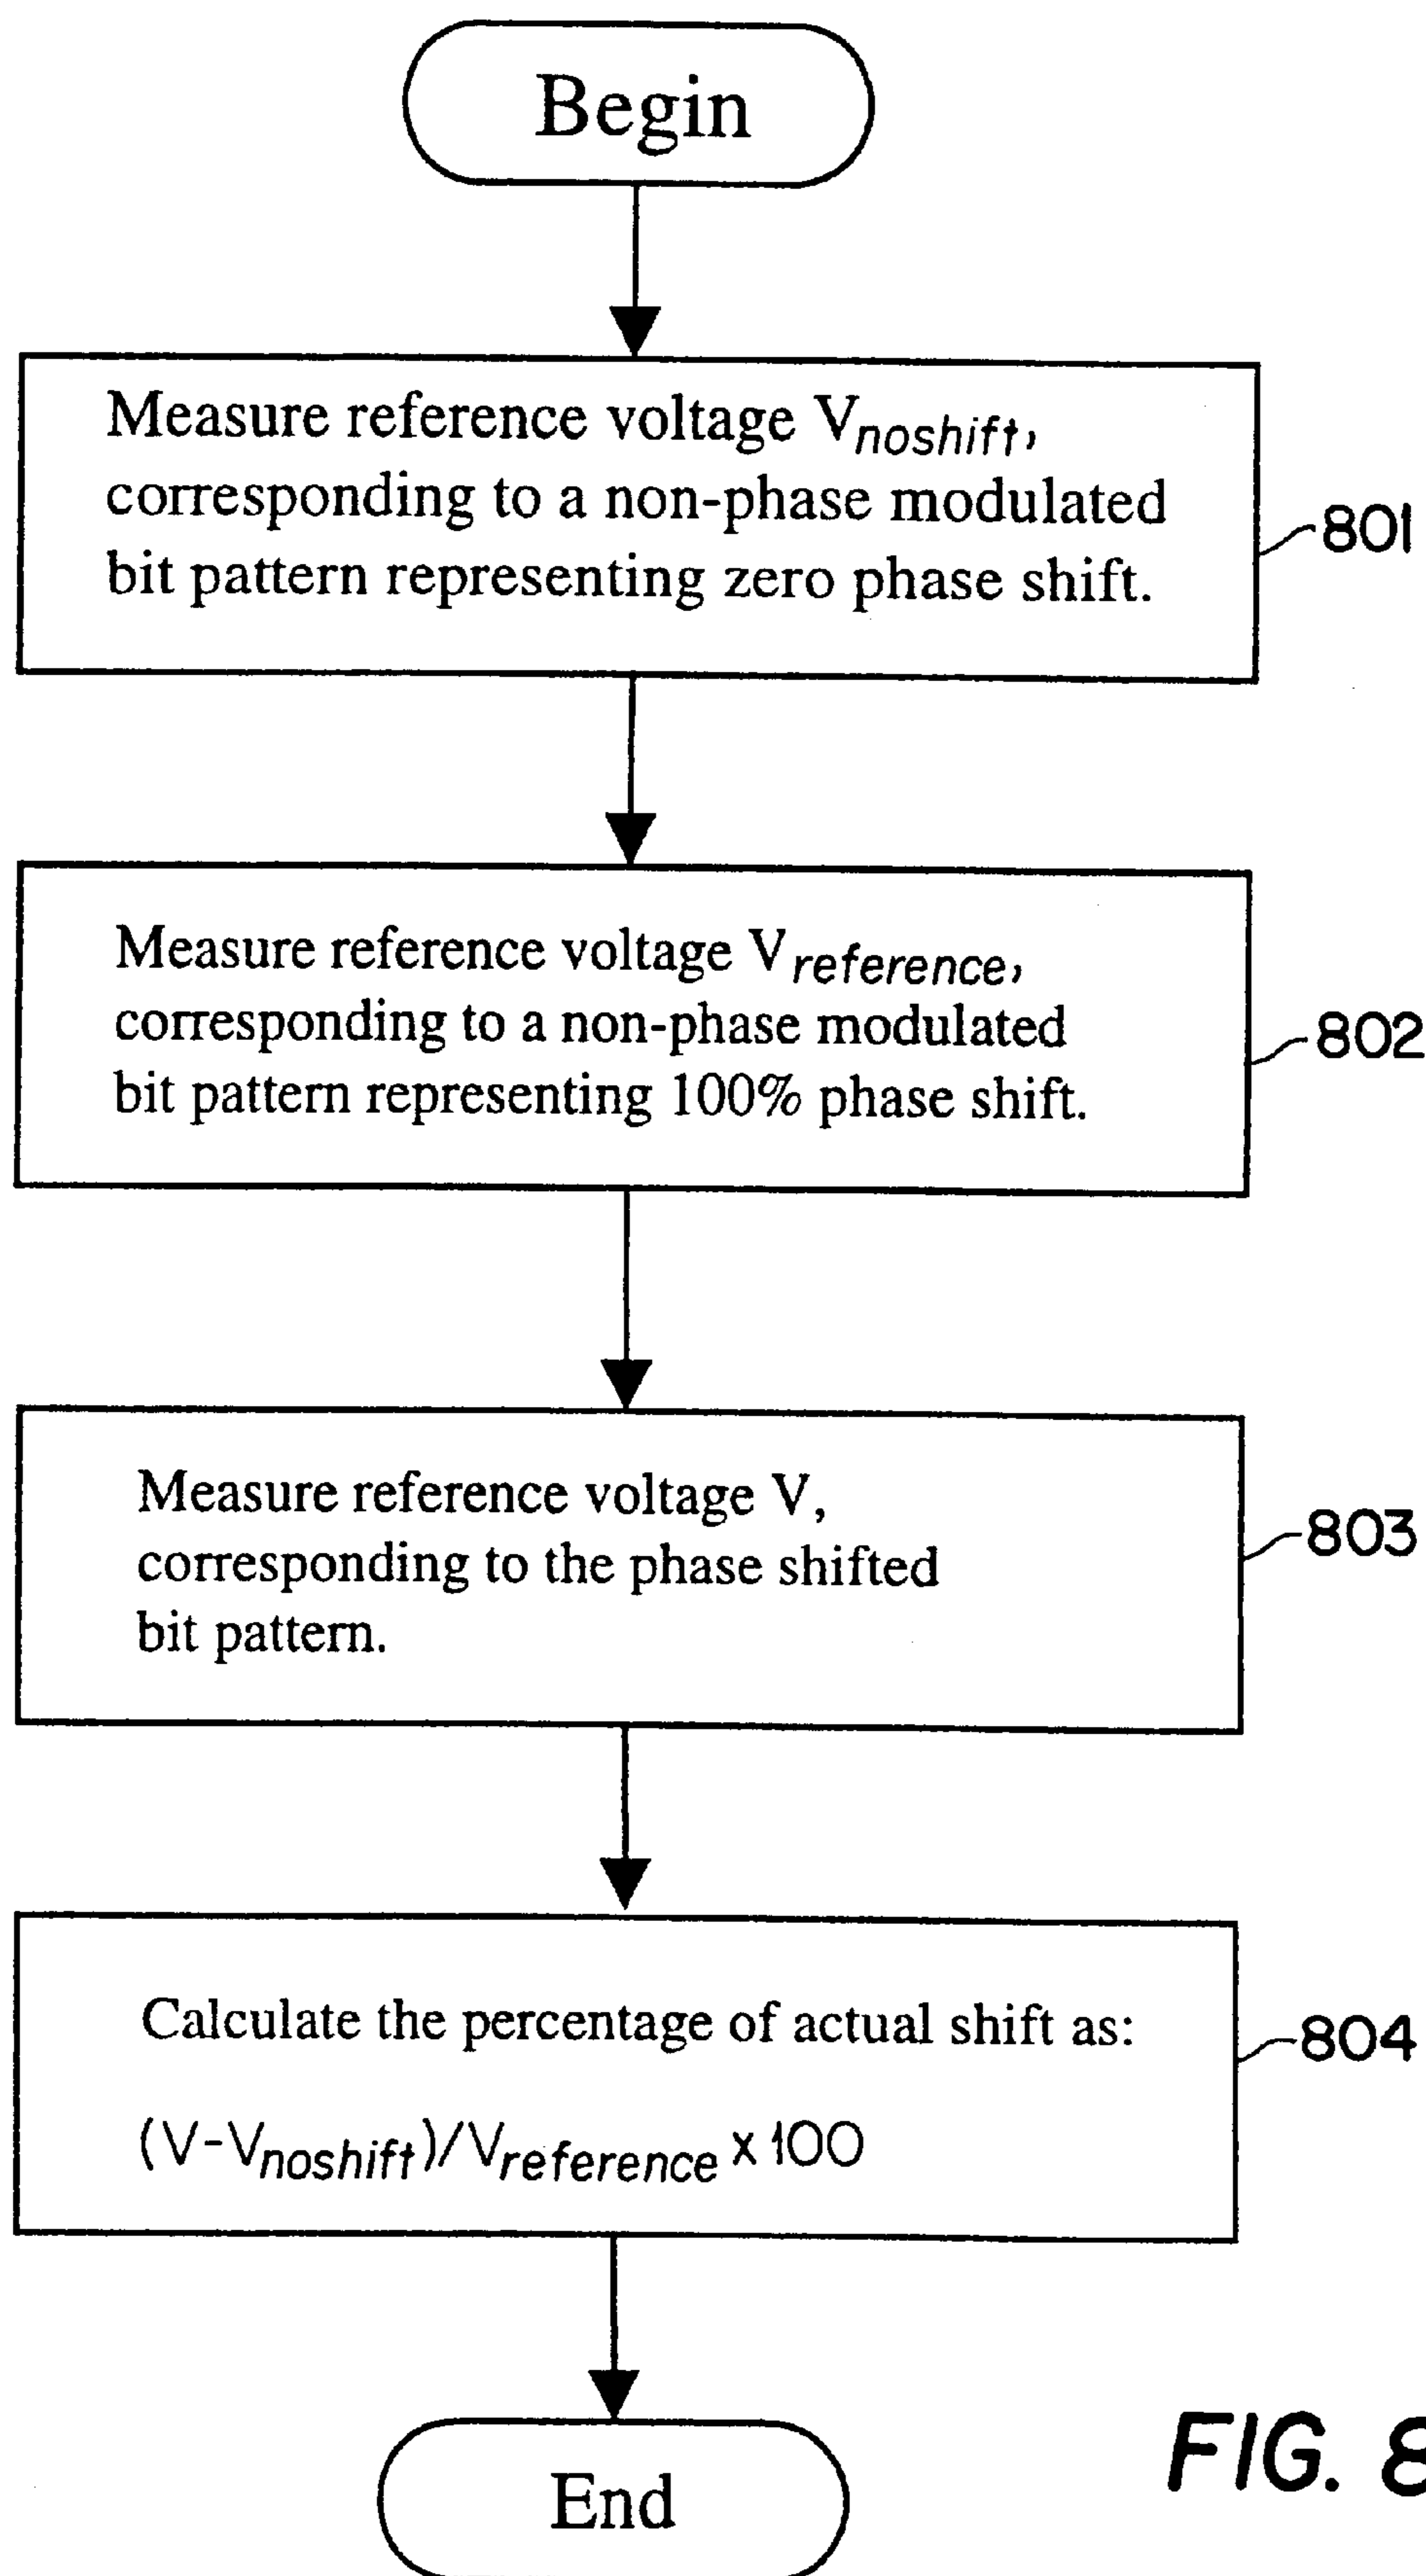 Begin
Measure reference voltage Vnoshift,
corresponding to a non-phase modulated
bit pattern representing zero phase shift.
801
Measure reference voltage Vreference,
corresponding to a non-phase modulated
bit pattern representing 100% phase shift.
802
Measure reference voltage V,
corresponding to the phase shifted
bit pattern.
803
Calculate the percentage of actual shift as:
(V-Vnoshift)/Vreference x 100
804
End
FIG. 8